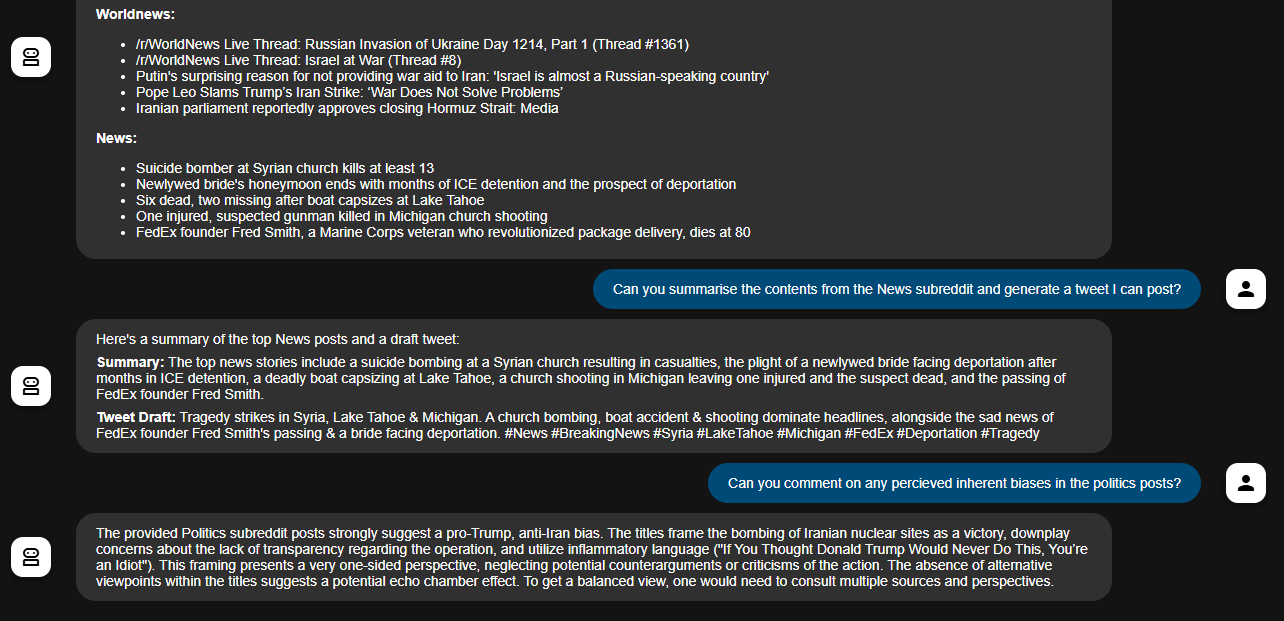 Worldnews:
/r/WorldNews Live Thread: Russian Invasion of Ukraine Day 1214, Part 1 (Thread #1361)
/r/WorldNews Live Thread: Israel at War (Thread #8)
Putin's surprising reason for not providing war aid to Iran: 'Israel is almost a Russian-speaking country'
Pope Leo Slams Trump’s Iran Strike: ‘War Does Not Solve Problems’
Iranian parliament reportedly approves closing Hormuz Strait: Media
News:
Suicide bomber at Syrian church kills at least 13
Newlywed bride's honeymoon ends with months of ICE detention and the prospect of deportation
Six dead, two missing after boat capsizes at Lake Tahoe
One injured, suspected gunman killed in Michigan church shooting
FedEx founder Fred Smith, a Marine Corps veteran who revolutionized package delivery, dies at 80
Can you summarise the contents from the News subreddit and generate a tweet I can post?
Here's a summary of the top News posts and a draft tweet:
Summary: The top news stories include a suicide bombing at a Syrian church resulting in casualties, the plight of a newlywed bride facing deportation after
months in ICE detention, a deadly boat capsizing at Lake Tahoe, a church shooting in Michigan leaving one injured and the suspect dead, and the passing of
FedEx founder Fred Smith.
Tweet Draft: Tragedy strikes in Syria, Lake Tahoe & Michigan. A church bombing, boat accident & shooting dominate headlines, alongside the sad news of
FedEx founder Fred Smith's passing & a bride facing deportation. #News #BreakingNews #Syria #LakeTahoe #Michigan #FedEx #Deportation #Tragedy
Can you comment on any percieved inherent biases in the politics posts?
The provided Politics subreddit posts strongly suggest a pro-Trump, anti-Iran bias. The titles frame the bombing of Iranian nuclear sites as a victory, downplay
concerns about the lack of transparency regarding the operation, and utilize inflammatory language ("If You Thought Donald Trump Would Never Do This, You’re
an Idiot"). This framing presents a very one-sided perspective, neglecting potential counterarguments or criticisms of the action. The absence of alternative
viewpoints within the titles suggests a potential echo chamber effect. To get a balanced view, one would need to consult multiple sources and perspectives.